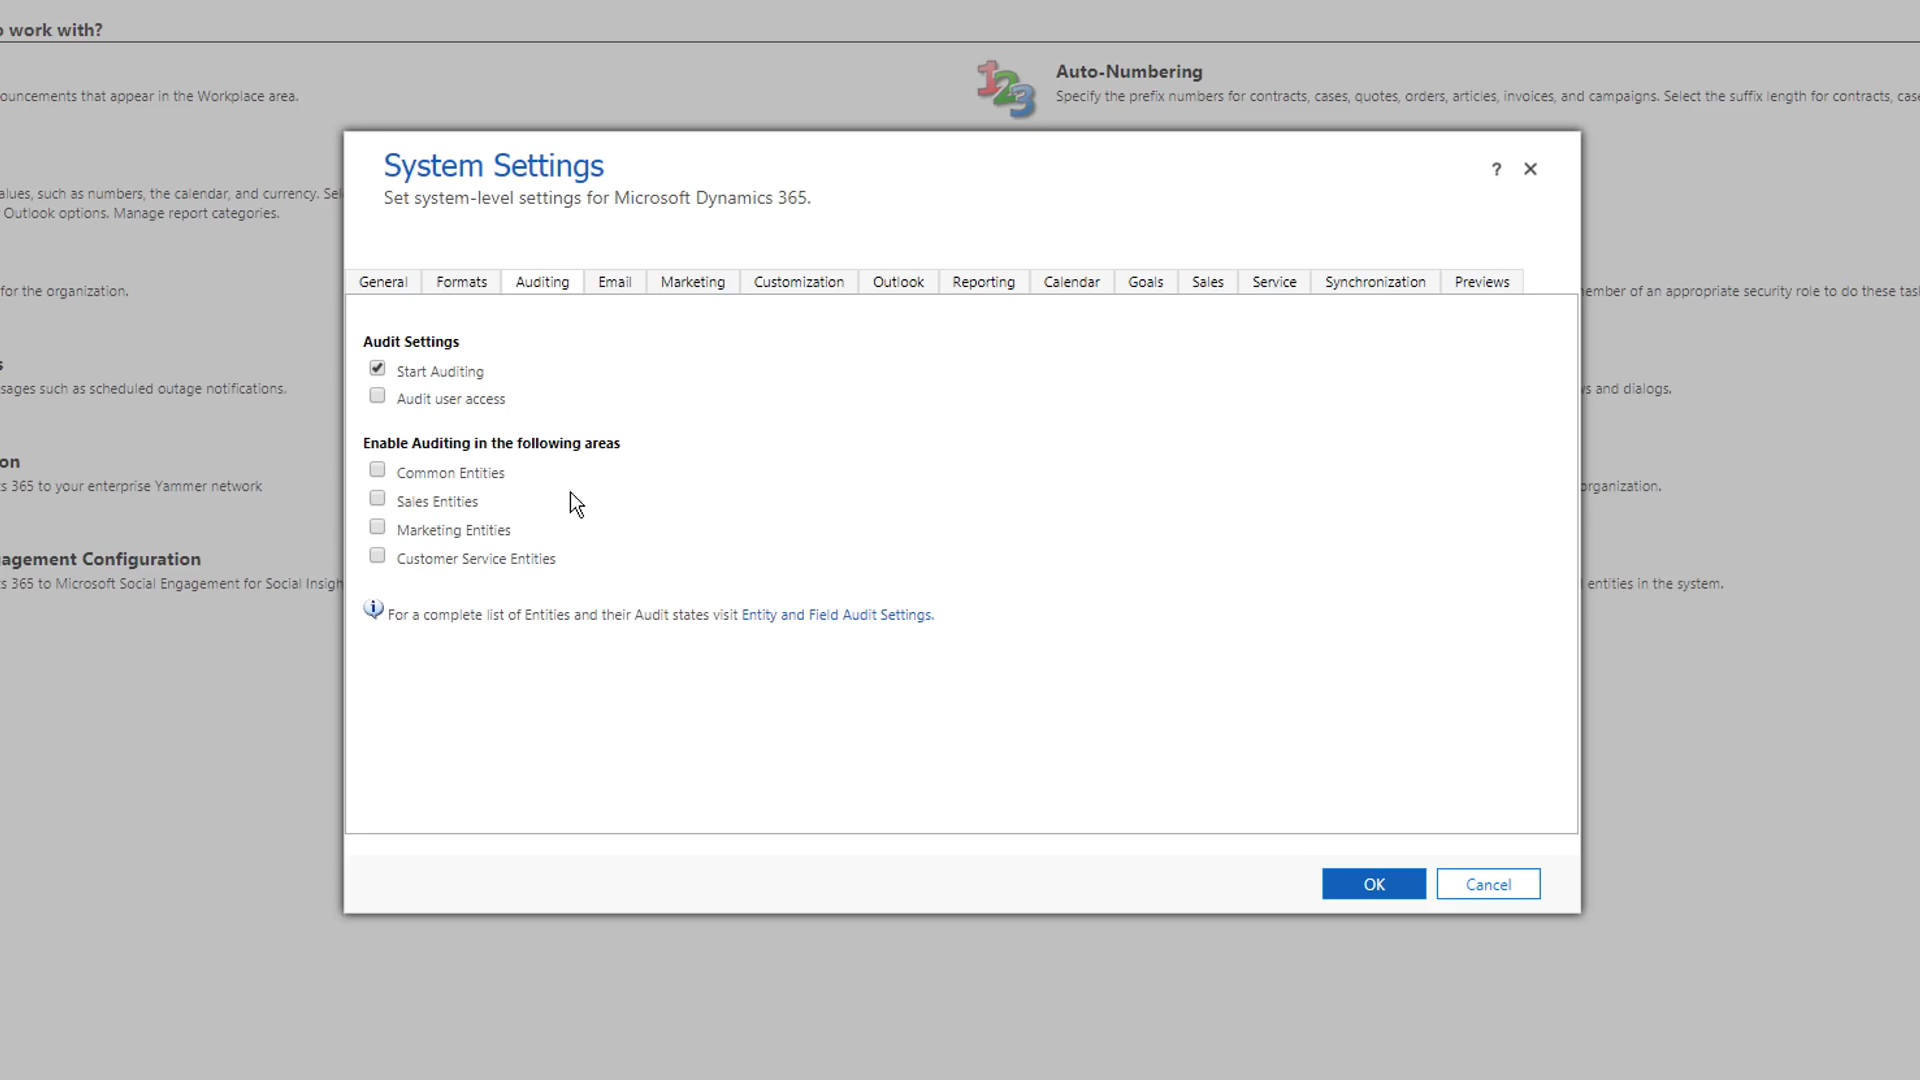 work with?
Auto-Numbering
ouncements that appear in the Workplace area.
Specify the prefix numbers for contracts, cases, quotes, orders, articles, invoices, and campaigns. Select the suffix length for contracts,
System Settings
?
Set system-level settings for Microsoft Dynamics 365.
alues, such as numbers, the calendar, and currency.
Outlook options. Manage report categories.
General Formats Auditing Email Marketing Customization Outlook Reporting Calendar Goals Sales Service Synchronization Previews
for the organization.
ember of an appropriate security role to do these
Audit Settings
Start Auditing
Audit user access
sages such as scheduled outage notifications.
s and dialogs.
Enable Auditing in the following areas
on
Common Entities
s 365 to your enterprise Yammer network
organization.
Sales Entities
Marketing Entities
Customer Service Entities
agement Configuration
s 365 to Microsoft Social Engagement for Social
entities in the system.
For a complete list of Entities and their Audit states visit Entity and Field Audit Settings.
OK
Cancel